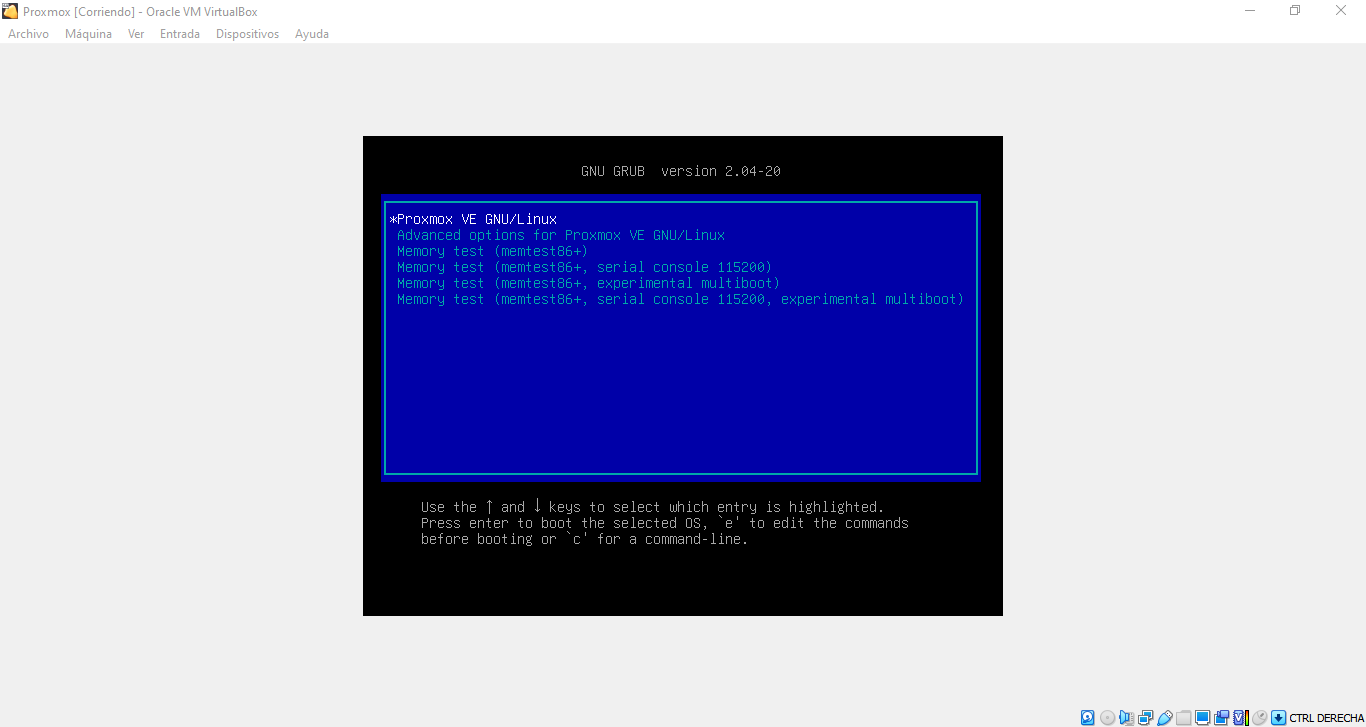 Proxmox [Corriendo] - Oracle VM VirtualBox
Archivo Máquina Ver Entrada Dispositivos Ayuda
GNU GRUB version 2.04-20
*Proxmox VE GNU/Linux
Advanced options for Proxmox VE GNU/Linux
Memory test (memtest86+)
Memory test (memtest86+, serial console 115200)
Memory test (memtest86+, experimental multiboot)
Memory test (memtest86+, serial console 115200, experimental multiboot)
Use the ↑ and ↓ keys to select which entry is highlighted.
Press enter to boot the selected OS, `e' to edit the commands
before booting or `c' for a command-line.
CTRL DERECHA